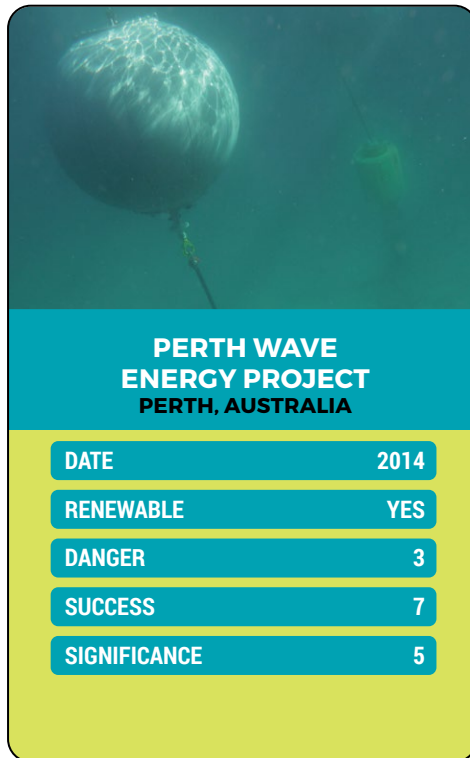 PERTH WAVE
ENERGY PROJECT
PERTH, AUSTRALIA
DATE 2014
RENEWABLE YES
DANGER 3
SUCCESS 7
SIGNIFICANCE 5